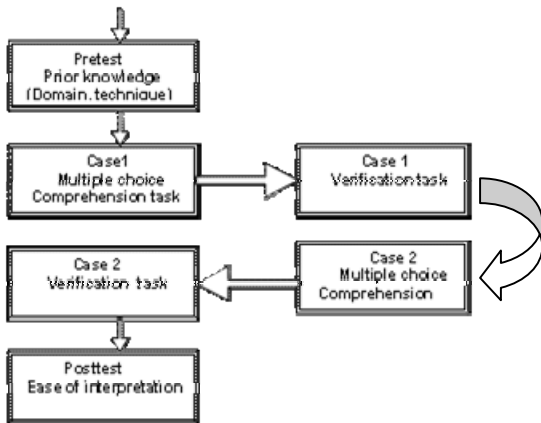 Pretest
Prior knowledge
(Domain, technique)
Case1
Multiple choice
Comprehension task
Case 1
Verification task
Case 2
Multiple choice
Comprehension
Case 2
Verification task
Posttest
Ease of interpretation